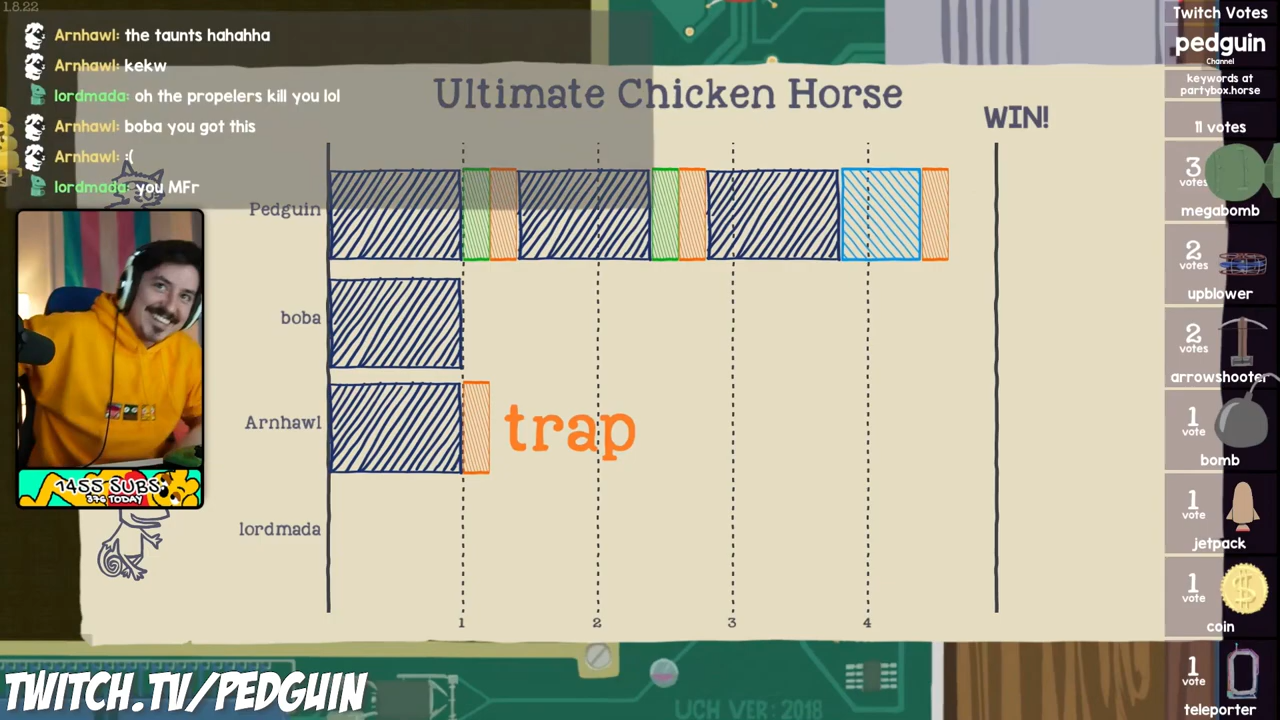 1.8.22
Arnhawl: the taunts hahahha
Arnhawl: kekw
lordmada: oh the propelers kill you lol
Arnhawl: boba you got this
Arnhawl: :(
lordmada: you MFr
Ultimate Chicken Horse
WIN!
Pedguin
boba
Arnhawl
trap
lordmada
1
2
3
4
1455 SUBS
376 TODAY
TWITCH.TV/PEDGUIN
UCH VER: 2018
Twitch Votes
pedguin
Channel
keywords at
partybox.horse
11 votes
3
votes
megabomb
2
votes
upblower
2
votes
arrowshooter
1
vote
bomb
1
vote
jetpack
1
vote
coin
1
vote
teleporter